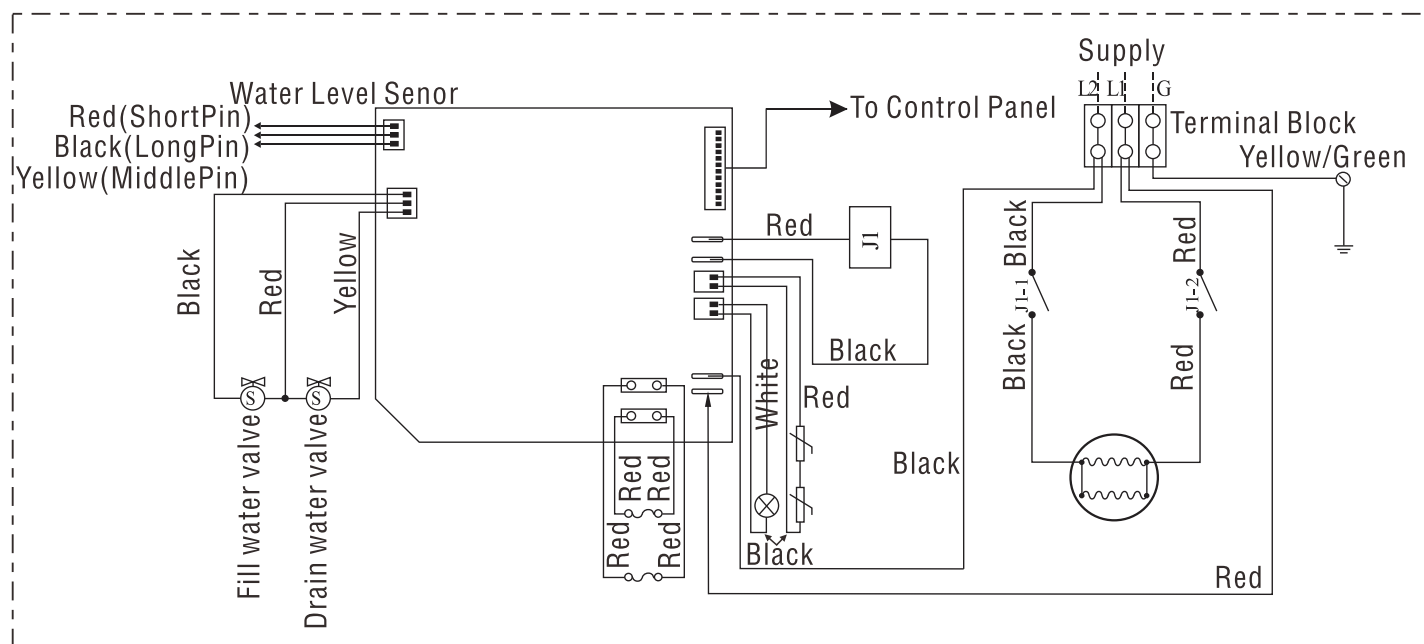 Supply
L2 L1 G
Water Level Senor
Red(ShortPin)
Black(LongPin)
Yellow(MiddlePin)
To Control Panel
Terminal Block
Yellow/Green
Black
Red
Yellow
Red
J1
Black
White
Red
Black
Red
J1-1
J1-2
Black
Red
Black
Red
Red
Red
Red
Black
Red
Fill water valve
Drain water valve
S
S